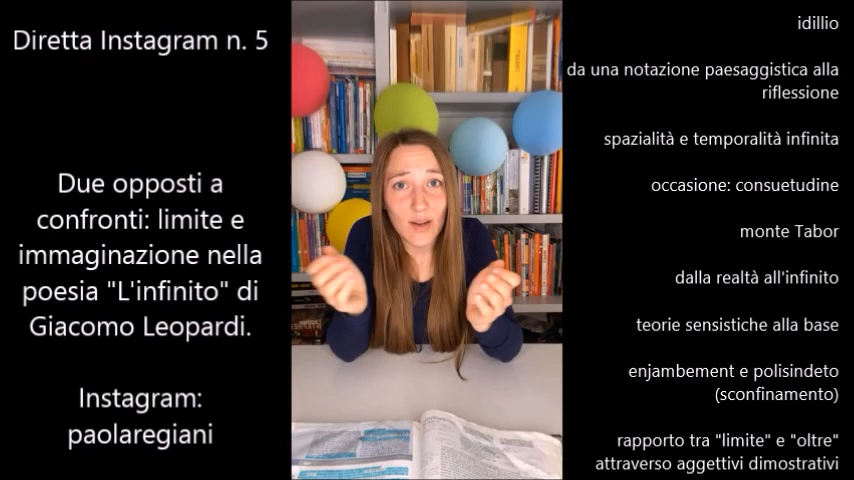 Diretta Instagram n. 5
Due opposti a
confronti: limite e
immaginazione nella
poesia "L'infinito" di
Giacomo Leopardi.
Instagram:
paolaregiani
idillio
da una notazione paesaggistica alla
riflessione
spazialità e temporalità infinita
occasione: consuetudine
monte Tabor
dalla realtà all'infinito
teorie sensistiche alla base
enjambement e polisindeto
(sconfinamento)
rapporto tra "limite" e "oltre"
attraverso aggettivi dimostrativi